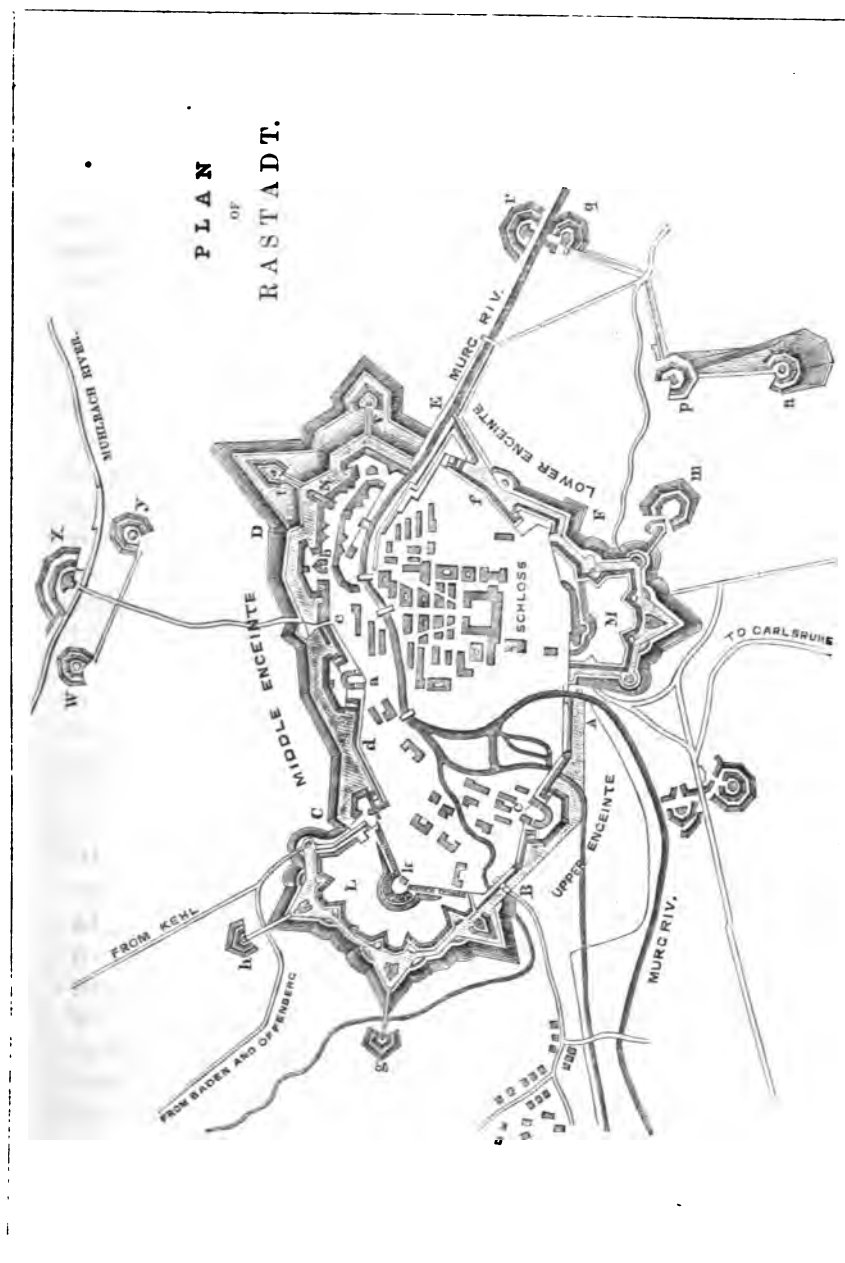 PLAN
OF
RASTADT.
MUHLBACH RIVER.
Z
y
W
r
q
MURG RIV.
E
D
MIDDLE ENCEINTE
LOWER ENCEINTE
p
n
m
f
F
b
c
a
d
SCHLOSS
M
TO CARLSRUHE
A
C
L
k
B
UPPER ENCEINTE
MURG RIV.
FROM KEHL
h
FROM BADEN AND OFFENBERG
g